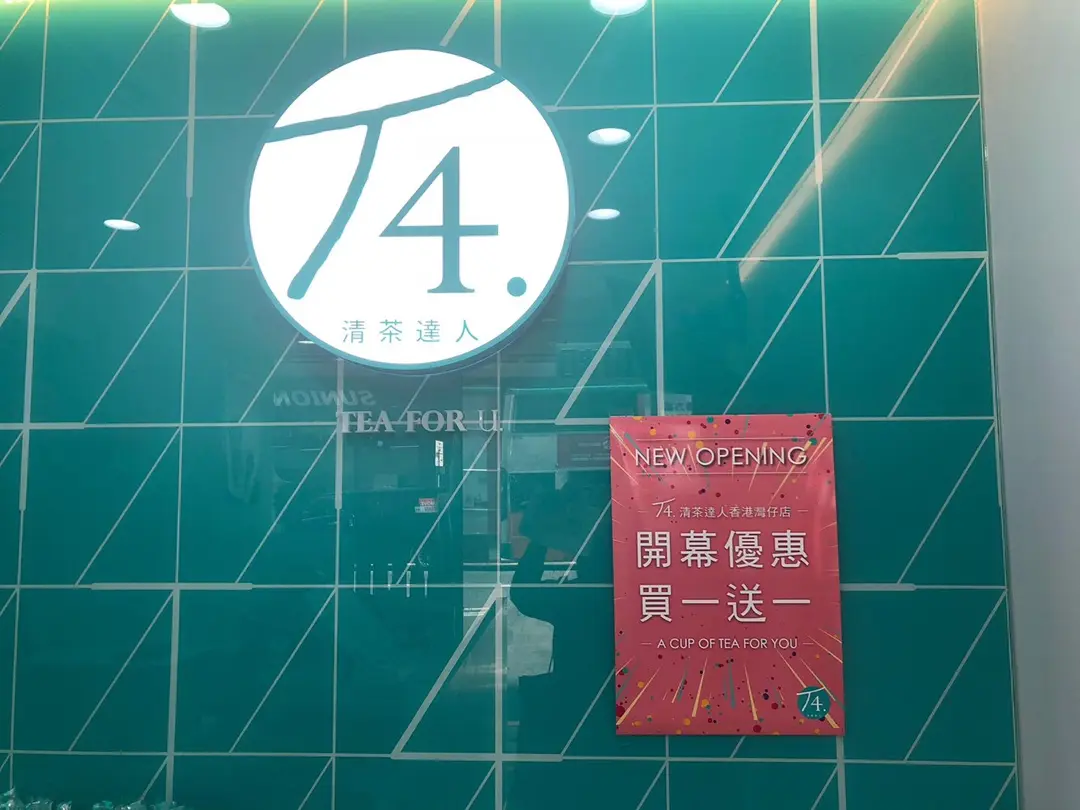 T4.
清茶達人
NOINUS
TEA FOR U.
NEW OPENING
T4. 清茶達人香港灣仔店
開幕優惠
買一送一
A CUP OF TEA FOR YOU
T4.